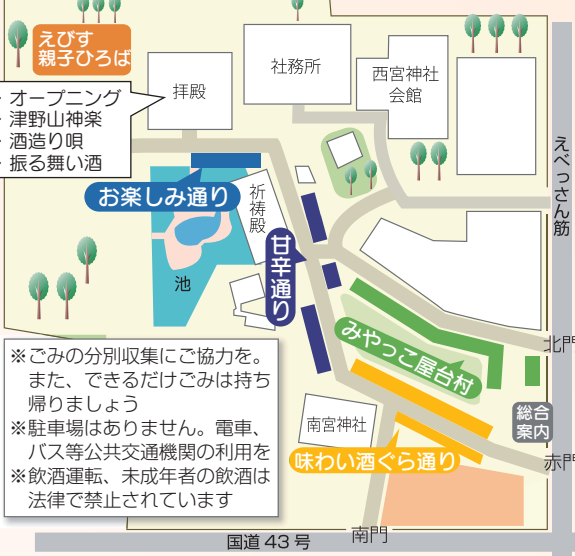 えびす
親子ひろば
・オープニング
・津野山神楽
・酒造り唄
・振る舞い酒
拝殿
社務所
西宮神社
会館
えべっさん筋
お楽しみ通り
祈祷殿
池
甘辛通り
みやっこ屋台村
北門
総合
案内
赤門
南宮神社
味わい酒ぐら通り
※ごみの分別収集にご協力を。
また、できるだけごみは持ち
帰りましょう
※駐車場はありません。電車、
バス等公共交通機関の利用を
※飲酒運転、未成年者の飲酒は
法律で禁止されています
南門
国道43号